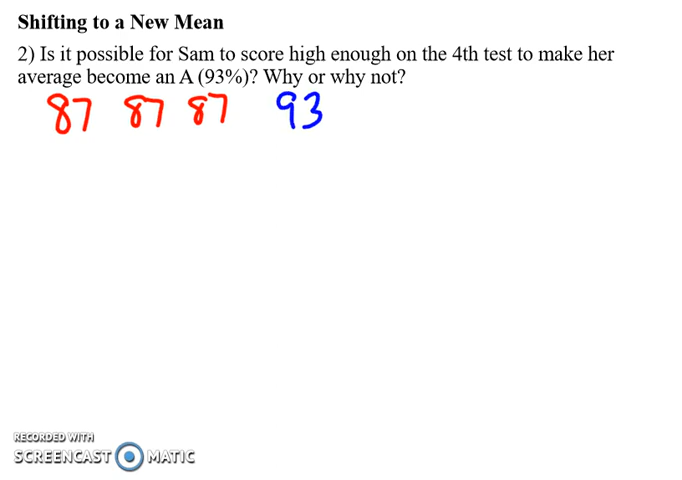 Shifting to a New Mean
2) Is it possible for Sam to score high enough on the 4th test to make her
average become an A (93%)? Why or why not?
87 87 87 93
RECORDED WITH
SCREENCAST O MATIC